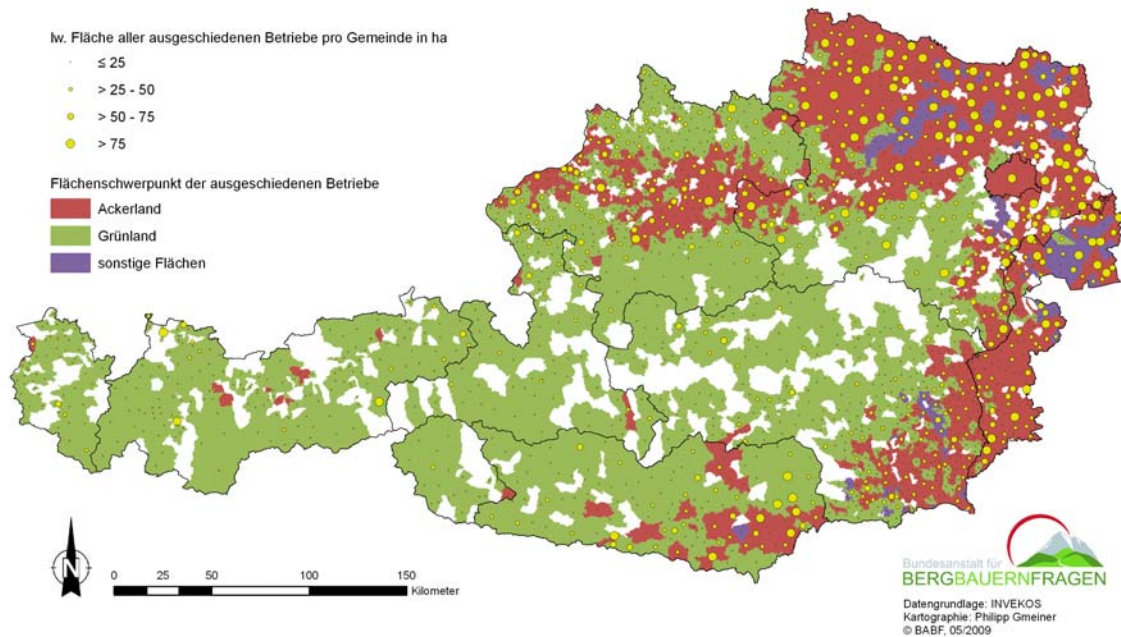 lw. Fläche aller ausgeschiedenen Betriebe pro Gemeinde in ha
≤ 25
> 25 - 50
> 50 - 75
> 75
Flächenschwerpunkt der ausgeschiedenen Betriebe
Ackerland
Grünland
sonstige Flächen
N
0 25 50 100 150
Kilometer
Bundesanstalt für
BERGBAUERNFRAGEN
Datengrundlage: INVEKOS
Kartographie: Philipp Gmeiner
© BABF, 05/2009